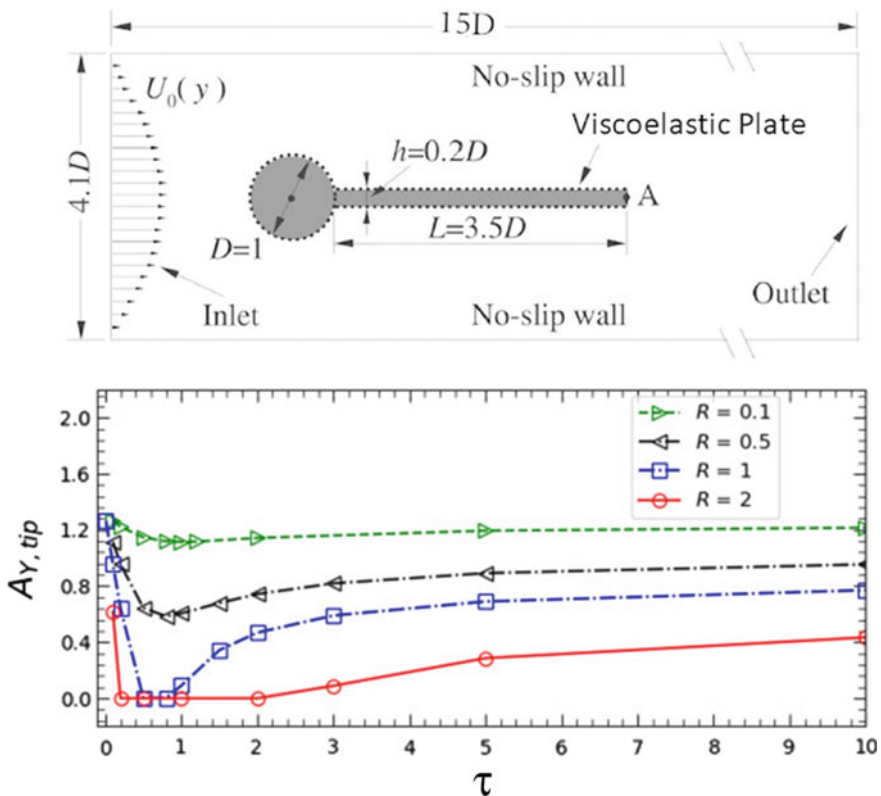 15D
No-slip wall
U₀(y)
Viscoelastic Plate
h=0.2D
4.1D
A
D=1
L=3.5D
Inlet
Outlet
No-slip wall
2.0
1.6
1.2
0.8
0.4
0.0
A_{Y, tip}
R = 0.1
R = 0.5
R = 1
R = 2
0 1 2 3 4 5 6 7 8 9 10
τ